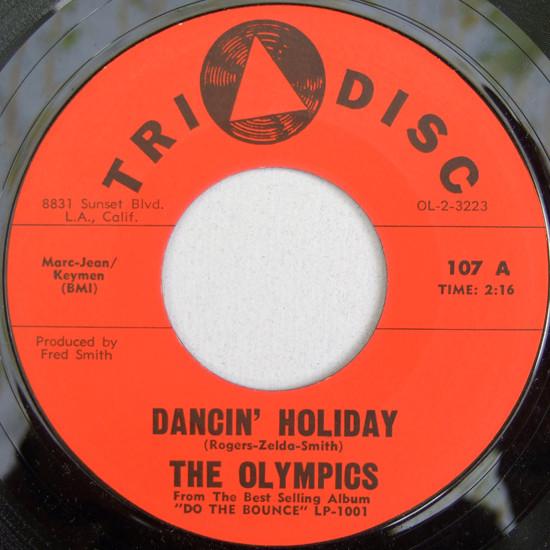 TRI DISC
8831 Sunset Blvd.
L.A., Calif.
OL-2-3223
Marc-Jean/
Keymen
(BMI)
107 A
TIME: 2:16
Produced by
Fred Smith
DANCIN' HOLIDAY
(Rogers-Zelda-Smith)
THE OLYMPICS
From The Best Selling Album
"DO THE BOUNCE" LP-1001